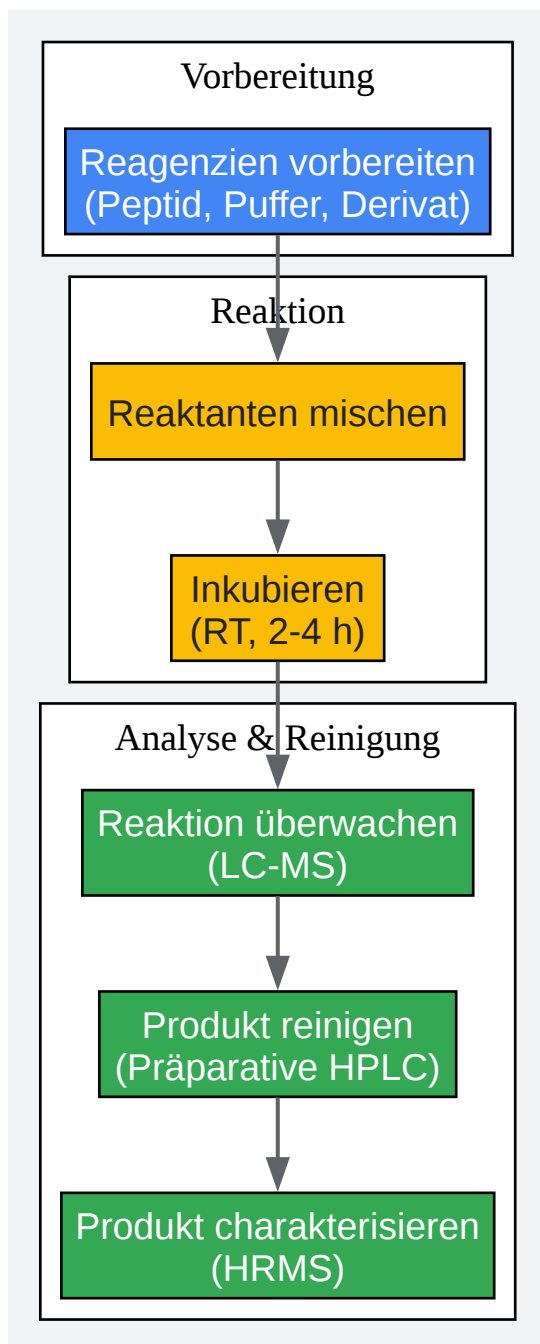 Vorbereitung
Reagenzien vorbereiten
(Peptid, Puffer, Derivat)
Reaktion
Reaktanten mischen
Inkubieren
(RT, 2-4 h)
Analyse & Reinigung
Reaktion überwachen
(LC-MS)
Produkt reinigen
(Präparative HPLC)
Produkt charakterisieren
(HRMS)